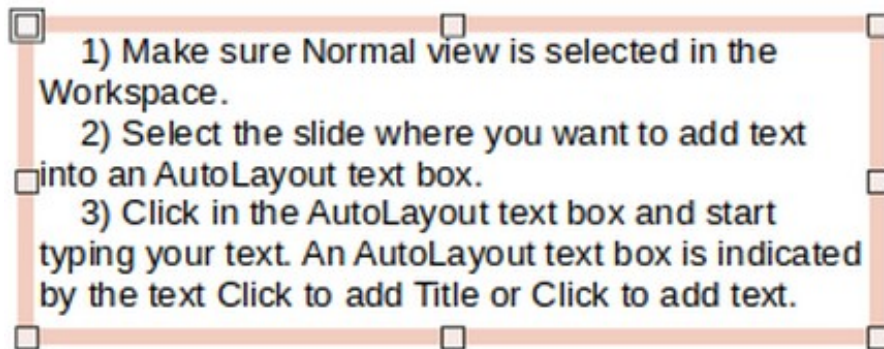 1) Make sure Normal view is selected in the
Workspace.
2) Select the slide where you want to add text
into an AutoLayout text box.
3) Click in the AutoLayout text box and start
typing your text. An AutoLayout text box is indicated
by the text Click to add Title or Click to add text.